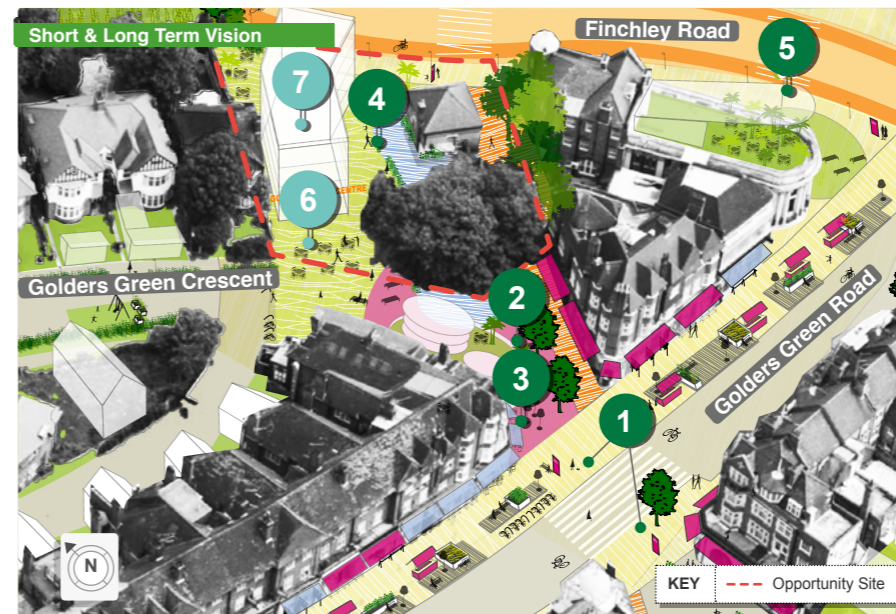 Short & Long Term Vision
Finchley Road
5
7
4
6
CENTRE
Golders Green Crescent
2
3
1
Golders Green Road
N
KEY
Opportunity Site